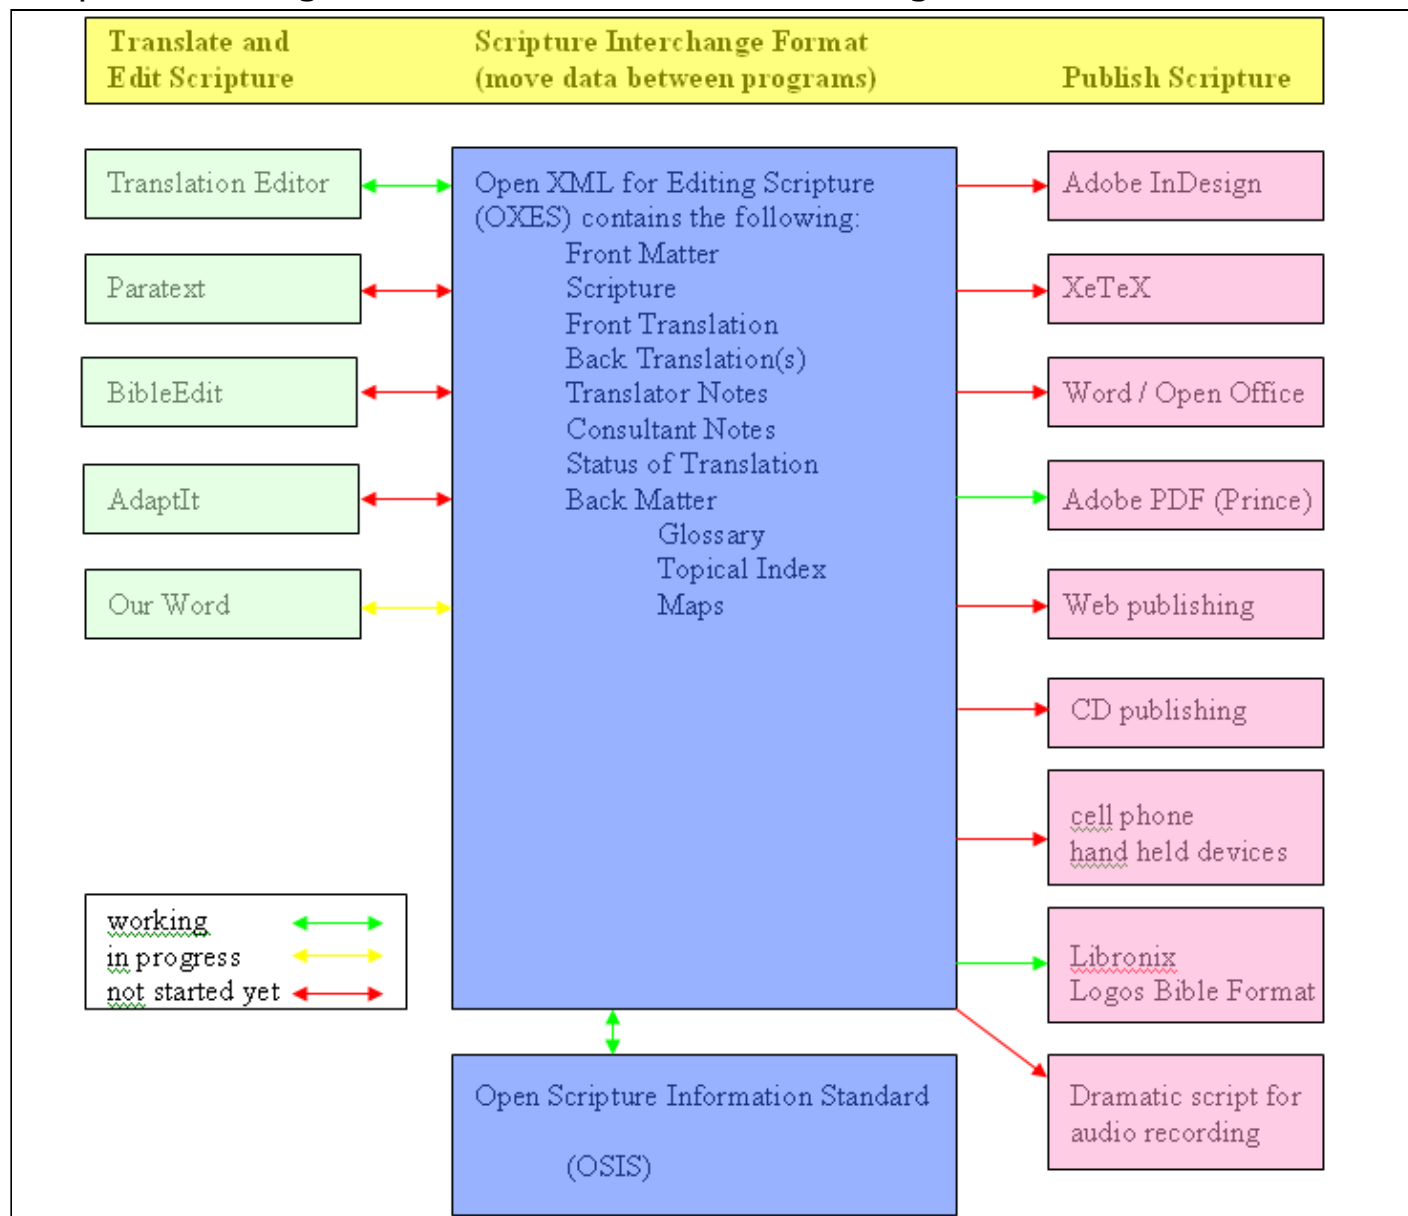 Translate and
Edit Scripture
Scripture Interchange Format
(move data between programs)
Publish Scripture
Translation Editor
Paratext
BibleEdit
AdaptIt
Our Word
Open XML for Editing Scripture
(OXES) contains the following:
Front Matter
Scripture
Front Translation
Back Translation(s)
Translator Notes
Consultant Notes
Status of Translation
Back Matter
Glossary
Topical Index
Maps
Adobe InDesign
XeTeX
Word / Open Office
Adobe PDF (Prince)
Web publishing
CD publishing
cell phone
hand held devices
Libronix
Logos Bible Format
Dramatic script for
audio recording
working
in progress
not started yet
Open Scripture Information Standard
(OSIS)